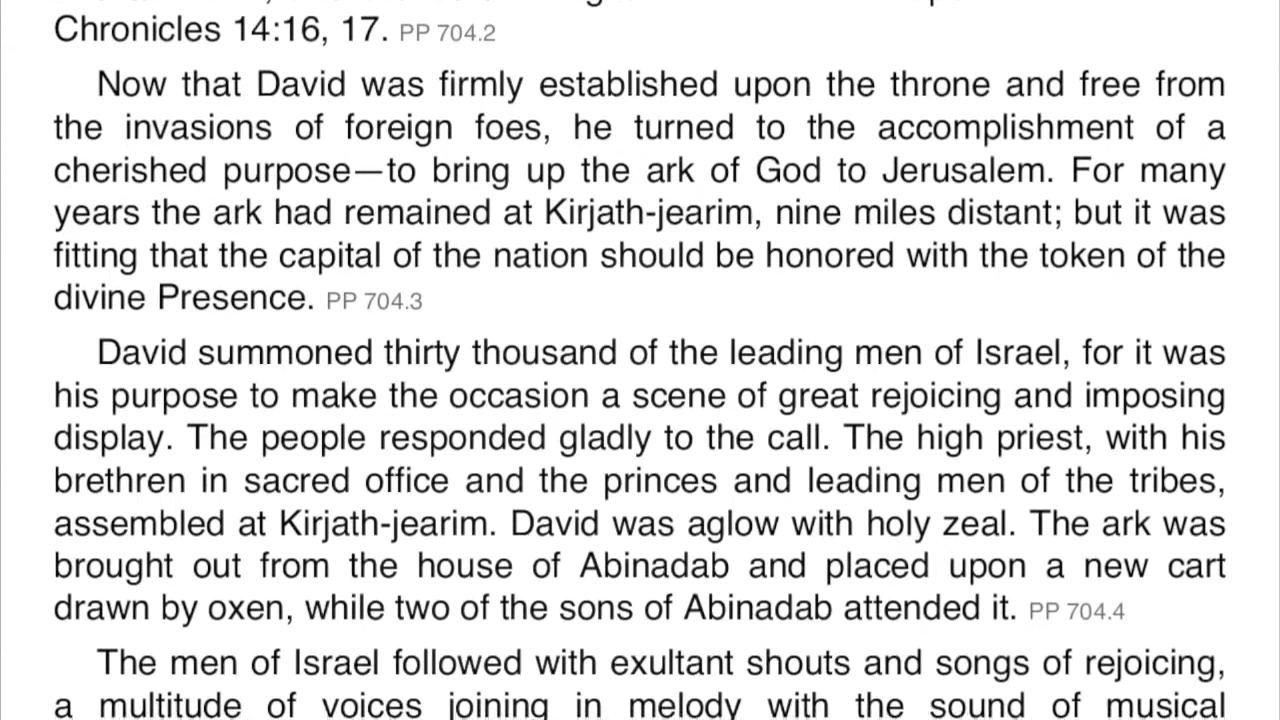 Chronicles 14:16, 17. PP 704.2
Now that David was firmly established upon the throne and free from
the invasions of foreign foes, he turned to the accomplishment of a
cherished purpose—to bring up the ark of God to Jerusalem. For many
years the ark had remained at Kirjath-jearim, nine miles distant; but it was
fitting that the capital of the nation should be honored with the token of the
divine Presence. PP 704.3
David summoned thirty thousand of the leading men of Israel, for it was
his purpose to make the occasion a scene of great rejoicing and imposing
display. The people responded gladly to the call. The high priest, with his
brethren in sacred office and the princes and leading men of the tribes,
assembled at Kirjath-jearim. David was aglow with holy zeal. The ark was
brought out from the house of Abinadab and placed upon a new cart
drawn by oxen, while two of the sons of Abinadab attended it. PP 704.4
The men of Israel followed with exultant shouts and songs of rejoicing,
a multitude of voices joining in melody with the sound of musical